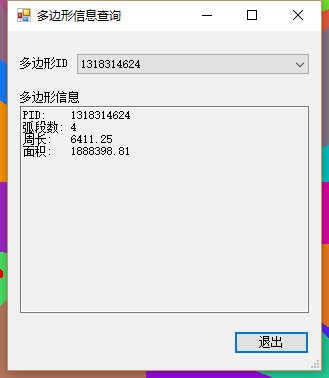 多边形信息查询
多边形ID 1318314624
多边形信息
PID: 1318314624
弧段数: 4
周长: 6411.25
面积: 1888398.81
退出